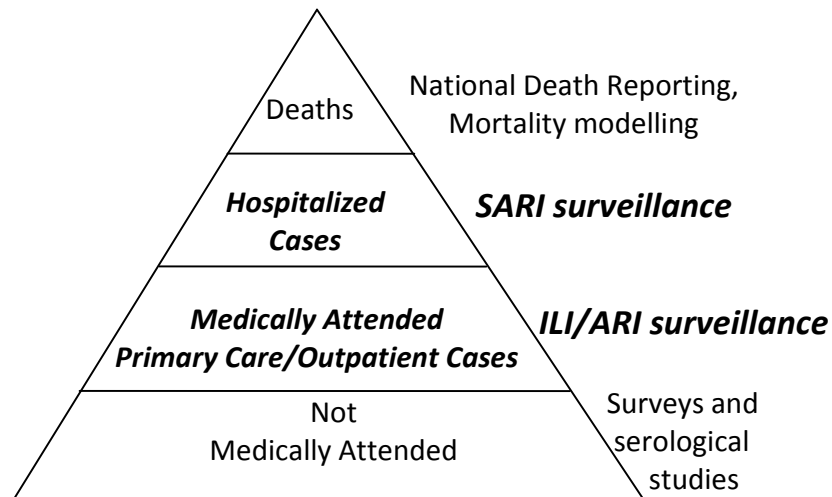 Deaths
National Death Reporting,
Mortality modelling
Hospitalized
Cases
SARI surveillance
Medically Attended
Primary Care/Outpatient Cases
ILI/ARI surveillance
Not
Medically Attended
Surveys and
serological
studies